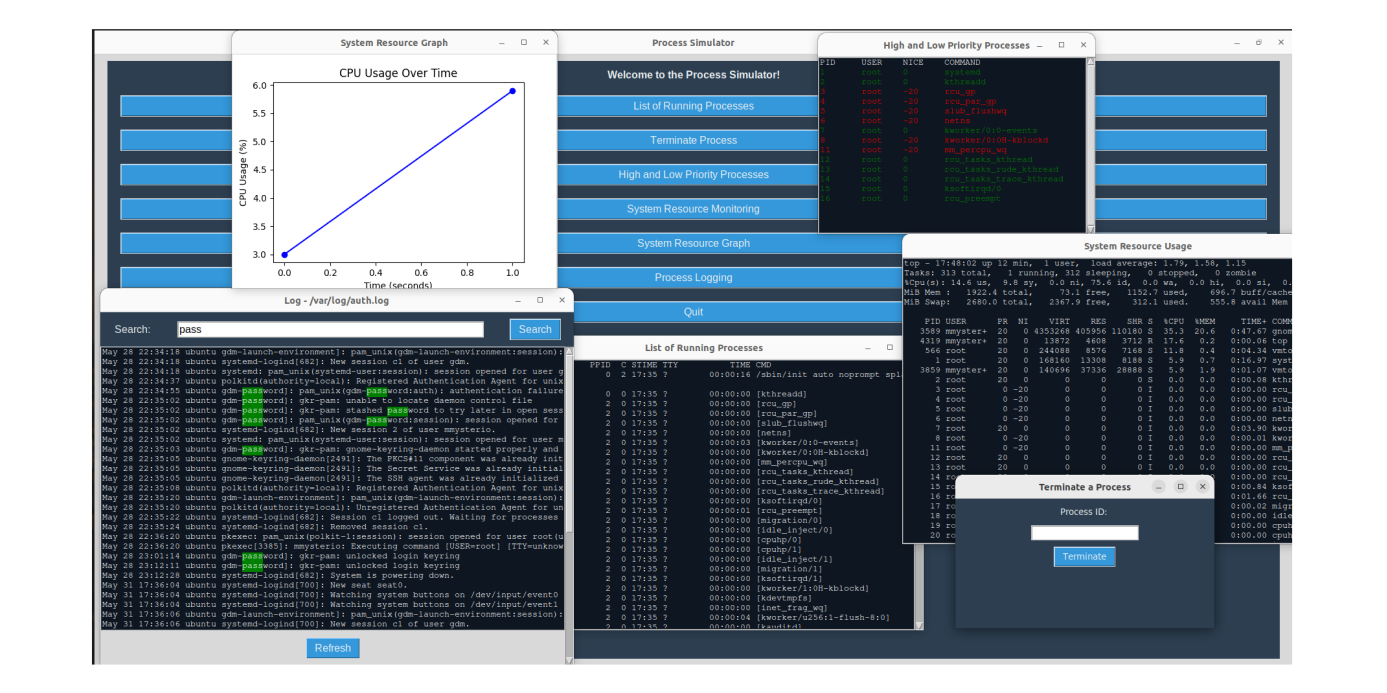 Process Simulator
Welcome to the Process Simulator!
List of Running Processes
Terminate Process
High and Low Priority Processes
System Resource Monitoring
System Resource Graph
Process Logging
Quit
System Resource Graph
CPU Usage Over Time
CPU Usage (%)
6.0
5.5
5.0
4.5
4.0
3.5
3.0
0.0 0.2 0.4 0.6 0.8 1.0
Time (seconds)
High and Low Priority Processes
PID USER NICE COMMAND
1 root 0 systemd
2 root 0 kthreadd
3 root -20 rcu_gp
4 root -20 rcu_par_gp
5 root -20 slub_flushwq
6 root -20 netns
7 root 0 kworker/0:0-events
8 root -20 kworker/0:0H-kblockd
11 root -20 mm_percpu_wq
12 root 0 rcu_tasks_kthread
13 root 0 rcu_tasks_rude_kthread
14 root 0 rcu_tasks_trace_kthread
15 root 0 ksoftirqd/0
16 root 0 rcu_preempt
System Resource Usage
top - 17:48:02 up 12 min, 1 user, load average: 1.79, 1.58, 1.15
Tasks: 313 total, 1 running, 312 sleeping, 0 stopped, 0 zombie
%Cpu(s): 14.6 us, 9.8 sy, 0.0 ni, 75.6 id, 0.0 wa, 0.0 hi, 0.0 si, 0.
MiB Mem : 1922.4 total, 73.1 free, 1152.7 used, 696.7 buff/cache
MiB Swap: 2680.0 total, 2367.9 free, 312.1 used. 555.8 avail Mem
PID USER PR NI VIRT RES SHR S %CPU %MEM TIME+ COMM
3589 mmyster+ 20 0 4353268 405956 110180 S 35.3 20.6 0:47.67 gnom
4319 mmyster+ 20 0 13872 4608 3712 R 17.6 0.2 0:00.06 top
566 root 20 0 244088 8576 7168 S 11.8 0.4 0:04.34 vmto
1 root 20 0 168160 13308 8188 S 5.9 0.7 0:16.97 syst
3859 mmyster+ 20 0 140696 37336 28888 S 5.9 1.9 0:01.07 vmto
2 root 20 0 0 0 0 S 0.0 0.0 0:00.08 kthr
3 root 0 -20 0 0 0 I 0.0 0.0 0:00.00 rcu_
4 root 0 -20 0 0 0 I 0.0 0.0 0:00.00 rcu_
5 root 0 -20 0 0 0 I 0.0 0.0 0:00.00 slub
6 root 0 -20 0 0 0 I 0.0 0.0 0:00.00 netn
7 root 20 0 0 0 0 I 0.0 0.0 0:03.90 kwor
8 root 0 -20 0 0 0 I 0.0 0.0 0:00.01 kwor
11 root 0 -20 0 0 0 I 0.0 0.0 0:00.00 mm_p
12 root 20 0 0 0 0 I 0.0 0.0 0:00.00 rcu_
13 root 20 0 0 0 0 I 0.0 0.0 0:00.00 rcu_
14 ro 0:00.00 rcu_
15 ro 0:00.84 ksof
16 ro 0:01.66 rcu_
17 ro 0:00.02 migr
18 ro 0:00.00 idle
19 ro 0:00.00 cpuh
20 ro 0:00.00 cpuh
Log - /var/log/auth.log
Search: pass Search
May 28 22:34:18 ubuntu gdm-launch-environment]: pam_unix(gdm-launch-environment:session):
May 28 22:34:18 ubuntu systemd-logind[682]: New session c1 of user gdm.
May 28 22:34:18 ubuntu systemd: pam_unix(systemd-user:session): session opened for user g
May 28 22:34:37 ubuntu polkitd(authority=local): Registered Authentication Agent for unix
May 28 22:34:55 ubuntu gdm-password]: pam_unix(gdm-password:auth): authentication failure
May 28 22:35:02 ubuntu gdm-password]: gkr-pam: unable to locate daemon control file
May 28 22:35:02 ubuntu gdm-password]: gkr-pam: stashed password to try later in open sess
May 28 22:35:02 ubuntu gdm-password]: pam_unix(gdm-password:session): session opened for
May 28 22:35:02 ubuntu systemd-logind[682]: New session 2 of user mmysterio.
May 28 22:35:02 ubuntu systemd: pam_unix(systemd-user:session): session opened for user m
May 28 22:35:03 ubuntu gdm-password]: gkr-pam: gnome-keyring-daemon started properly and
May 28 22:35:05 ubuntu gnome-keyring-daemon[2491]: The PKCS#11 component was already init
May 28 22:35:05 ubuntu gnome-keyring-daemon[2491]: The Secret Service was already initial
May 28 22:35:05 ubuntu gnome-keyring-daemon[2491]: The SSH agent was already initialized
May 28 22:35:08 ubuntu polkitd(authority=local): Registered Authentication Agent for unix
May 28 22:35:20 ubuntu gdm-launch-environment]: pam_unix(gdm-launch-environment:session):
May 28 22:35:20 ubuntu polkitd(authority=local): Unregistered Authentication Agent for un
May 28 22:35:22 ubuntu systemd-logind[682]: Session c1 logged out. Waiting for processes
May 28 22:35:24 ubuntu systemd-logind[682]: Removed session c1.
May 28 22:36:20 ubuntu pkexec: pam_unix(polkit-1:session): session opened for user root(u
May 28 22:36:20 ubuntu pkexec[3385]: mmysterio: Executing command [USER=root] [TTY=unknow
May 28 23:01:14 ubuntu gdm-password]: gkr-pam: unlocked login keyring
May 28 23:12:11 ubuntu gdm-password]: gkr-pam: unlocked login keyring
May 28 23:12:28 ubuntu systemd-logind[682]: System is powering down.
May 31 17:36:04 ubuntu systemd-logind[700]: New seat seat0.
May 31 17:36:04 ubuntu systemd-logind[700]: Watching system buttons on /dev/input/event0
May 31 17:36:04 ubuntu systemd-logind[700]: Watching system buttons on /dev/input/event1
May 31 17:36:06 ubuntu gdm-launch-environment]: pam_unix(gdm-launch-environment:session):
May 31 17:36:06 ubuntu systemd-logind[700]: New session c1 of user gdm.
Refresh
List of Running Processes
PPID C STIME TTY TIME CMD
0 2 17:35 ? 00:00:16 /sbin/init auto noprompt spl
0 0 17:35 ? 00:00:00 [kthreadd]
2 0 17:35 ? 00:00:00 [rcu_gp]
2 0 17:35 ? 00:00:00 [rcu_par_gp]
2 0 17:35 ? 00:00:00 [slub_flushwq]
2 0 17:35 ? 00:00:00 [netns]
2 0 17:35 ? 00:00:03 [kworker/0:0-events]
2 0 17:35 ? 00:00:00 [kworker/0:0H-kblockd]
2 0 17:35 ? 00:00:00 [mm_percpu_wq]
2 0 17:35 ? 00:00:00 [rcu_tasks_kthread]
2 0 17:35 ? 00:00:00 [rcu_tasks_rude_kthread]
2 0 17:35 ? 00:00:00 [rcu_tasks_trace_kthread]
2 0 17:35 ? 00:00:00 [ksoftirqd/0]
2 0 17:35 ? 00:00:01 [rcu_preempt]
2 0 17:35 ? 00:00:00 [migration/0]
2 0 17:35 ? 00:00:00 [idle_inject/0]
2 0 17:35 ? 00:00:00 [cpuhp/0]
2 0 17:35 ? 00:00:00 [cpuhp/1]
2 0 17:35 ? 00:00:00 [idle_inject/1]
2 0 17:35 ? 00:00:00 [migration/1]
2 0 17:35 ? 00:00:00 [ksoftirqd/1]
2 0 17:35 ? 00:00:00 [kworker/1:0H-kblockd]
2 0 17:35 ? 00:00:00 [kdevtmpfs]
2 0 17:35 ? 00:00:00 [inet_frag_wq]
2 0 17:35 ? 00:00:04 [kworker/u256:1-flush-8:0]
2 0 17:35 ? 00:00:00 [kauditd]
Terminate a Process
Process ID:
Terminate